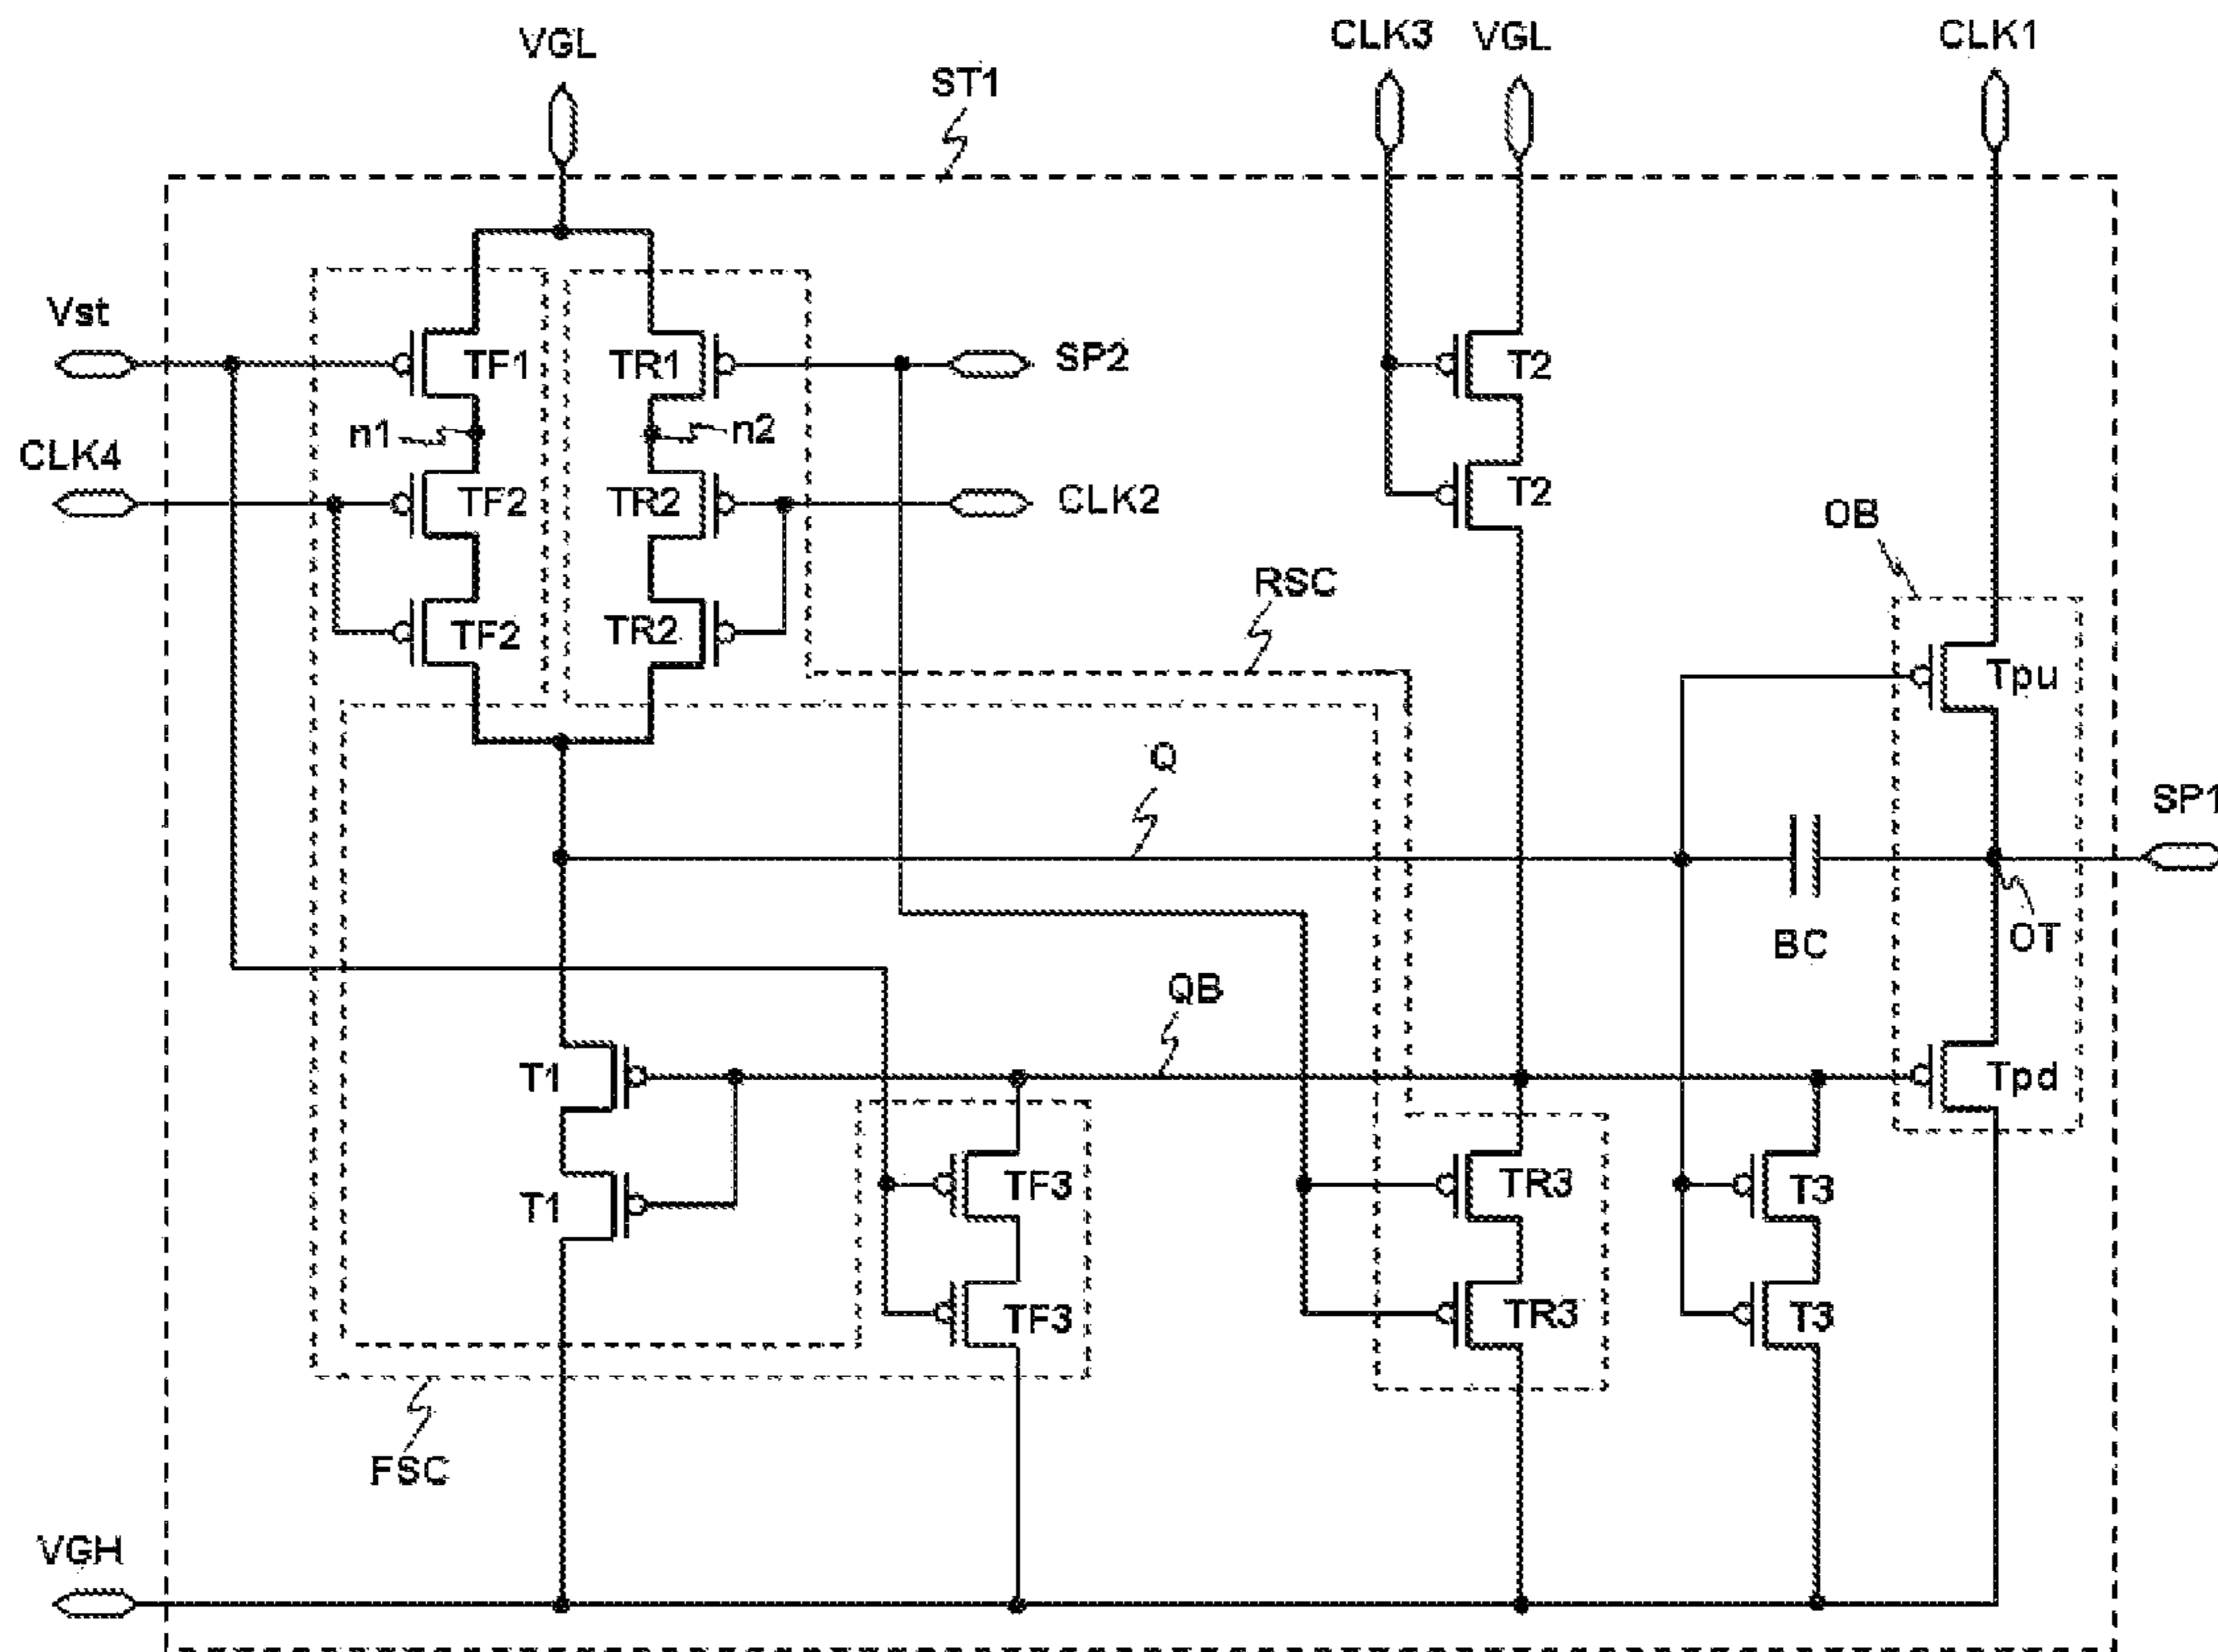 VGL
CLK3
VGL
CLK1
ST1
Vst
TF1
TR1
SP2
T2
n1
n2
CLK4
TF2
TR2
CLK2
T2
OB
RSC
TF2
TR2
Tpu
Q
SP1
BC
OT
QB
T1
Tpd
T1
TF3
TR3
T3
TF3
TR3
T3
FSC
VGH